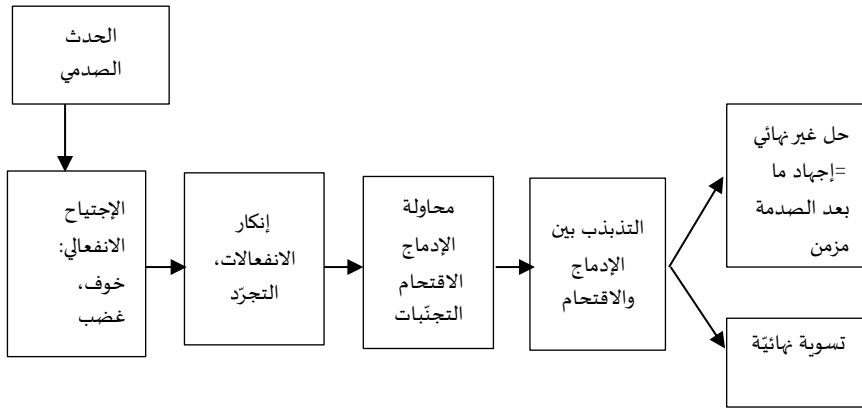 الحدث
الصدمي
الإجتياح
الانفعالي:
خوف،
غضب
إنكار
الانفعالات،
التجرّد
محاولة
الإدماج
الاقتحام
التجنّبات
التذبذب بين
الإدماج
والاقتحام
حل غير نهائي
=إجهاد ما
بعد الصدمة
مزمن
تسوية نهائيّة